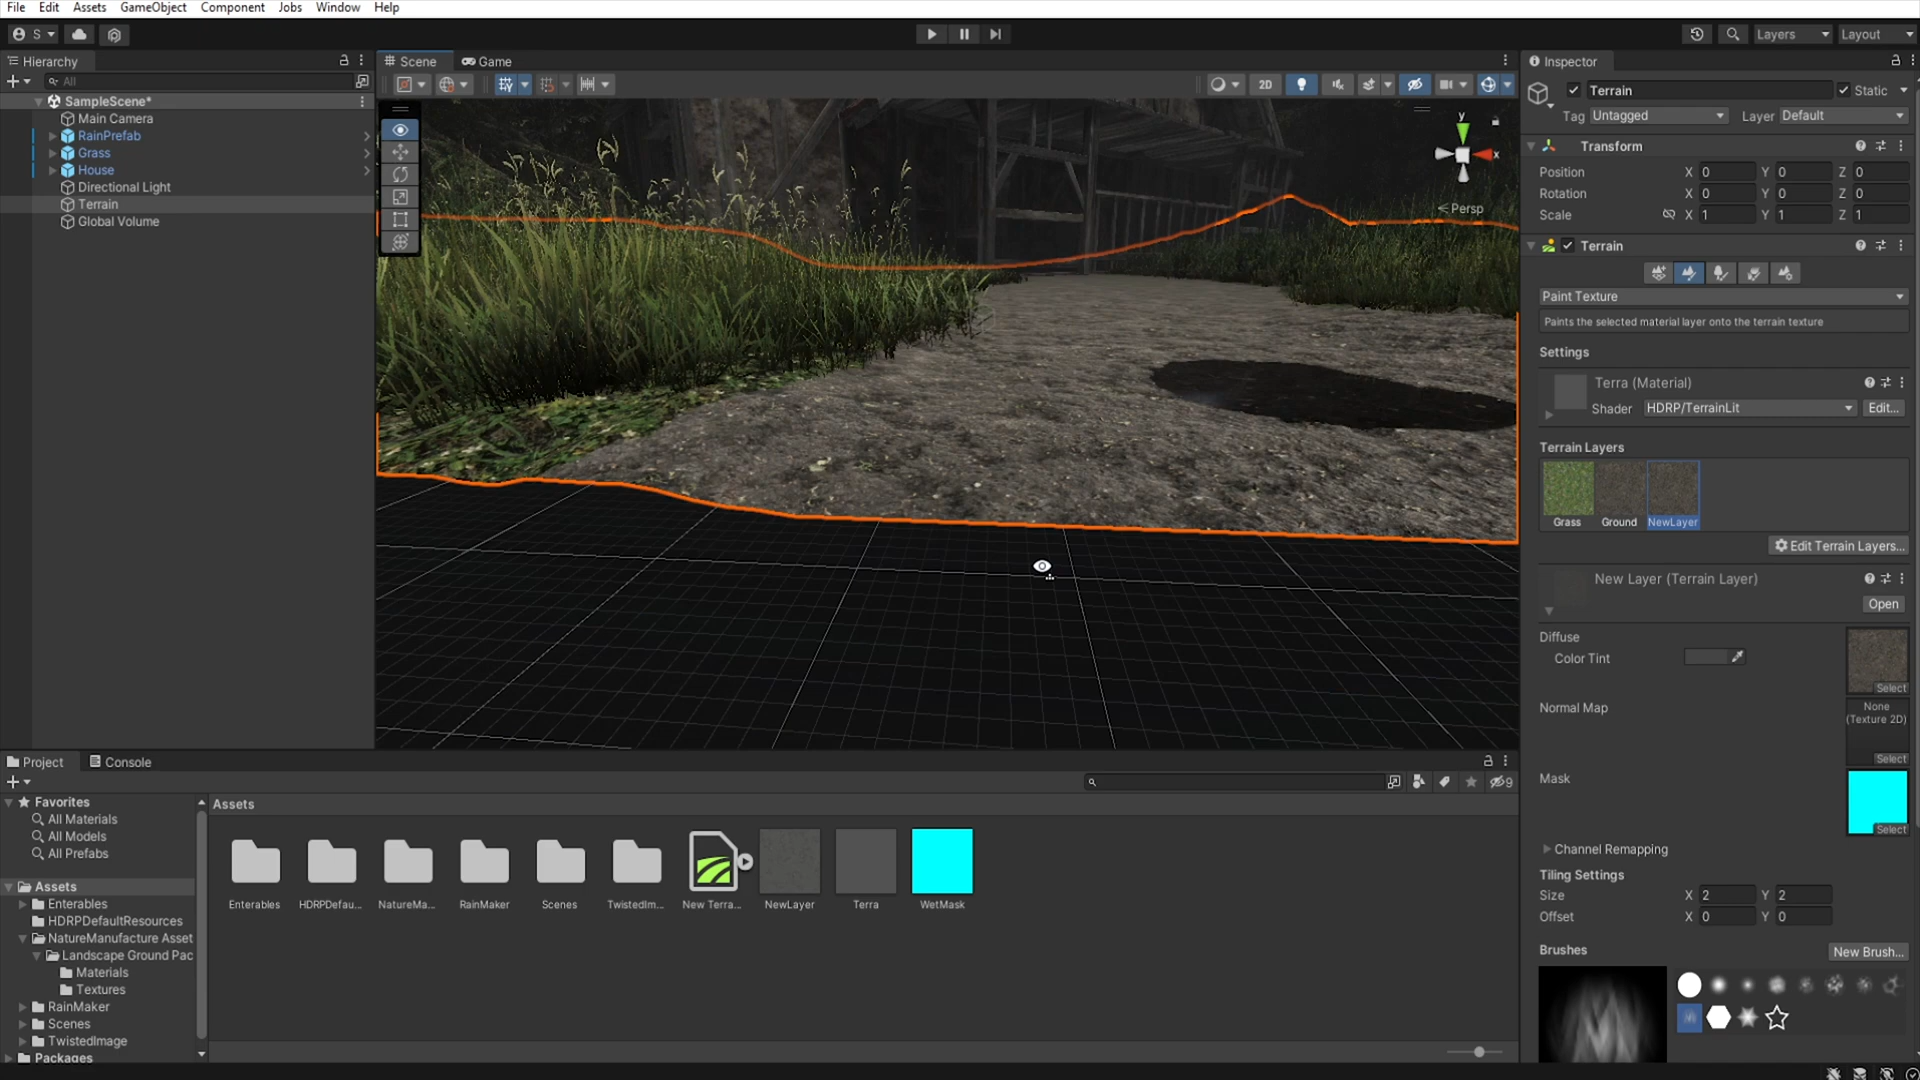 File Edit Assets GameObject Component Jobs Window Help
S
Layers Layout
Hierarchy
All
SampleScene*
Main Camera
RainPrefab
Grass
House
Directional Light
Terrain
Global Volume
Scene Game
2D
y
x
Persp
Inspector
Terrain Static
Tag Untagged Layer Default
Transform
Position X 0 Y 0 Z 0
Rotation X 0 Y 0 Z 0
Scale X 1 Y 1 Z 1
Terrain
Paint Texture
Paints the selected material layer onto the terrain texture
Settings
Terra (Material)
Shader HDRP/TerrainLit Edit...
Terrain Layers
Grass Ground NewLayer
Edit Terrain Layers...
New Layer (Terrain Layer)
Open
Diffuse
Color Tint
Select
Normal Map
None
(Texture 2D)
Select
Mask
Select
Channel Remapping
Tiling Settings
Size X 2 Y 2
Offset X 0 Y 0
Brushes New Brush...
Project Console
9
Favorites
All Materials
All Models
All Prefabs
Assets
Enterables
HDRPDefaultResources
NatureManufacture Asset
Landscape Ground Pac
Materials
Textures
RainMaker
Scenes
TwistedImage
Packages
Assets
Enterables HDRPDefau... NatureMa... RainMaker Scenes TwistedIm... New Terra... NewLayer Terra WetMask